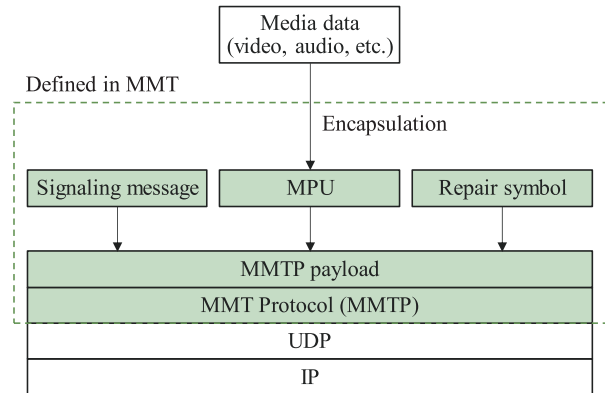 Media data
(video, audio, etc.)
Defined in MMT
Encapsulation
Signaling message
MPU
Repair symbol
MMTP payload
MMT Protocol (MMTP)
UDP
IP